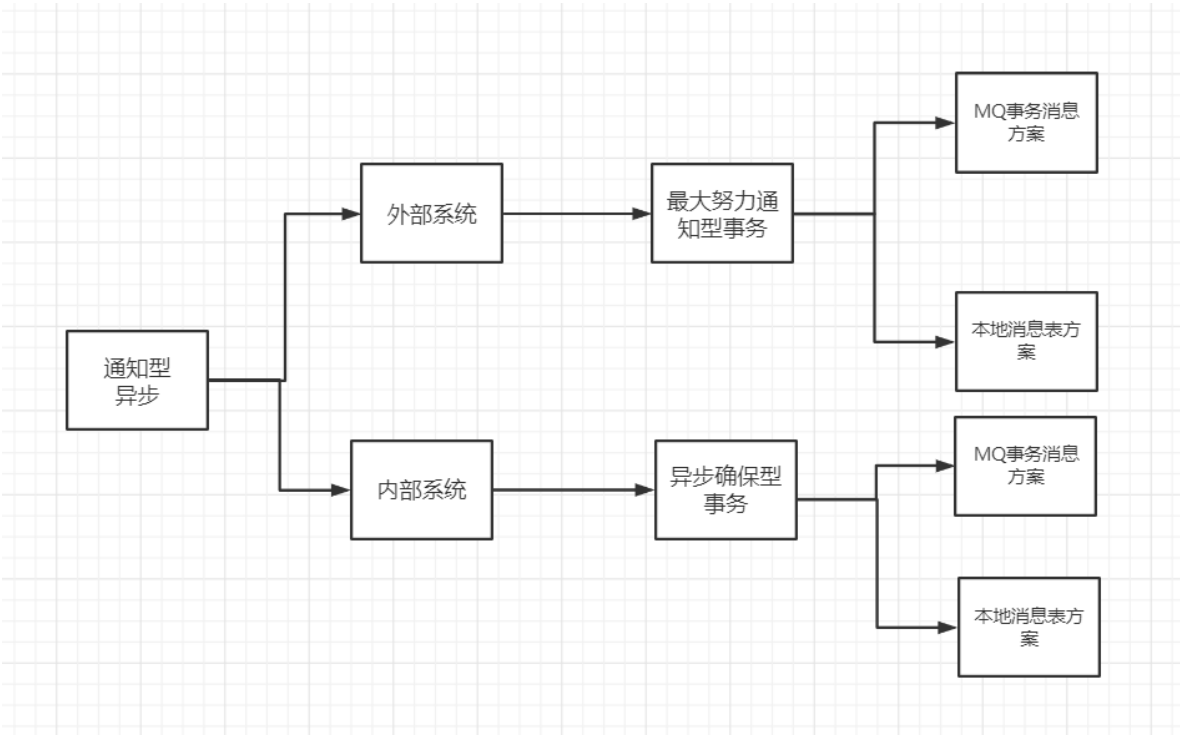 MQ事务消息
方案
外部系统
最大努力通
知型事务
本地消息表方
案
通知型
异步
MQ事务消息
方案
内部系统
异步确保型
事务
本地消息表方
案